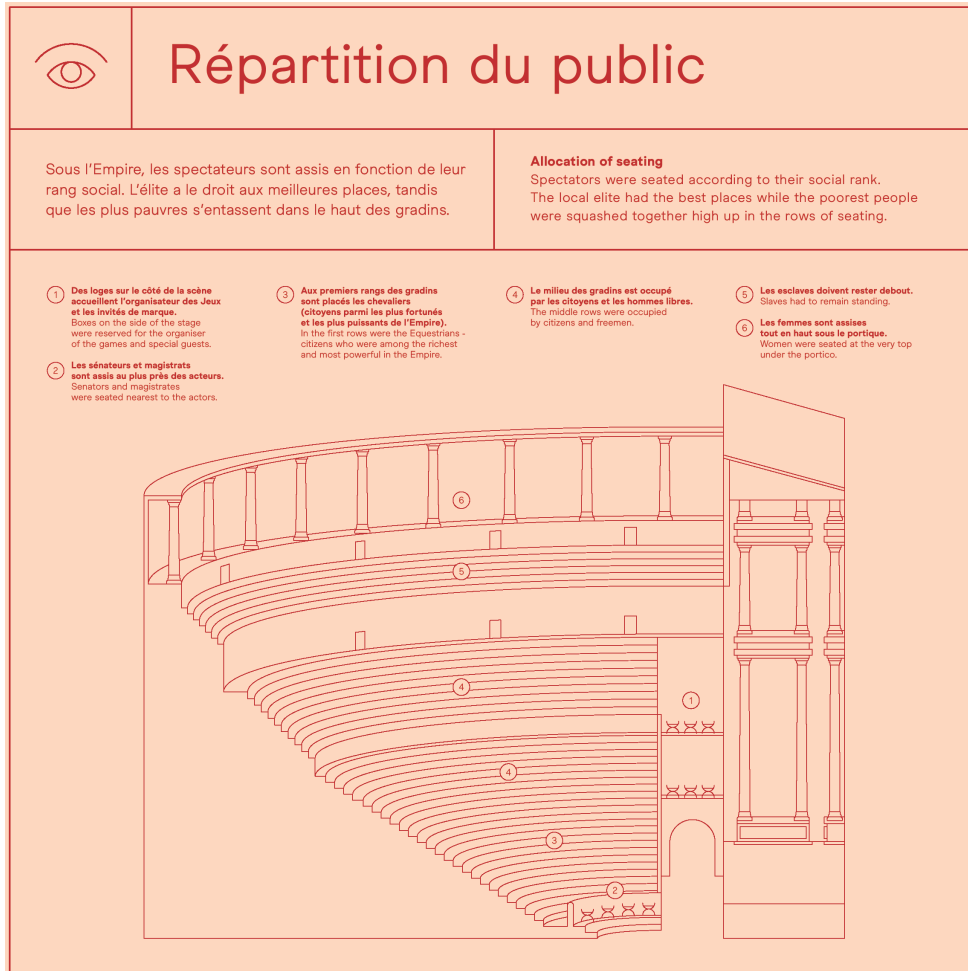 Répartition du public
Sous l'Empire, les spectateurs sont assis en fonction de leur
rang social. L'élite a le droit aux meilleures places, tandis
que les plus pauvres s'entassent dans le haut des gradins.
Allocation of seating
Spectators were seated according to their social rank.
The local elite had the best places while the poorest people
were squashed together high up in the rows of seating.
1 Des loges sur le côté de la scène
accueillent l'organisateur des Jeux
et les invités de marque.
Boxes on the side of the stage
were reserved for the organiser
of the games and special guests.
2 Les sénateurs et magistrats
sont assis au plus près des acteurs.
Senators and magistrates
were seated nearest to the actors.
3 Aux premiers rangs des gradins
sont placés les chevaliers
(citoyens parmi les plus fortunés
et les plus puissants de l'Empire).
In the first rows were the Equestrians -
citizens who were among the richest
and most powerful in the Empire.
4 Le milieu des gradins est occupé
par les citoyens et les hommes libres.
The middle rows were occupied
by citizens and freemen.
5 Les esclaves doivent rester debout.
Slaves had to remain standing.
6 Les femmes sont assises
tout en haut sous le portique.
Women were seated at the very top
under the portico.
6
5
4
1
4
3
2